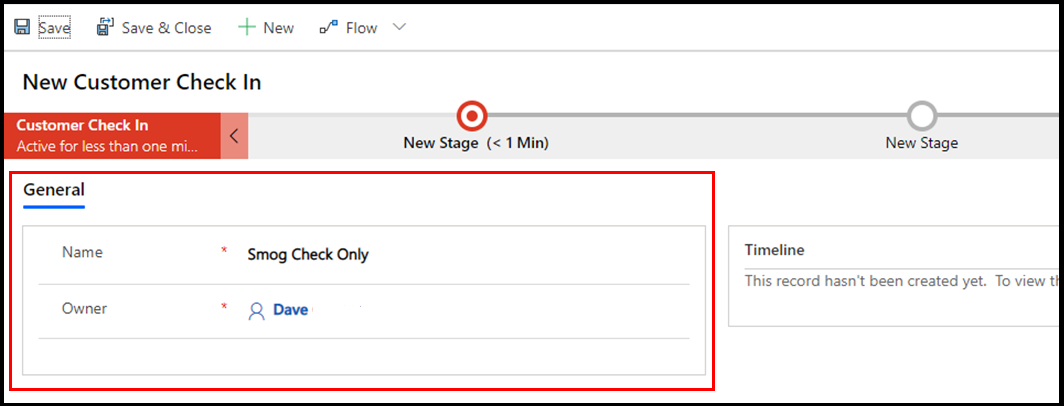 Save Save & Close New Flow
New Customer Check In
Customer Check In
Active for less than one mi...
New Stage (< 1 Min)
New Stage
General
Name * Smog Check Only
Owner * Dave
Timeline
This record hasn't been created yet. To view th